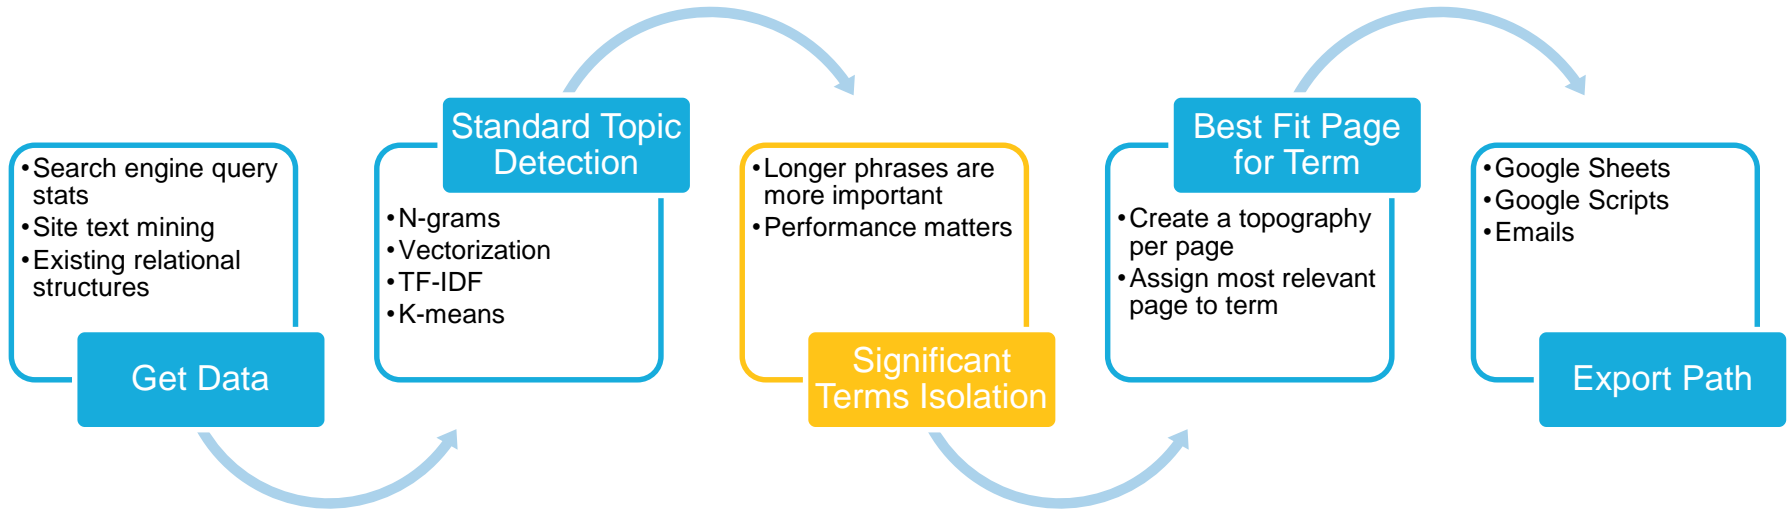 •Search engine query
stats
•Site text mining
•Existing relational
structures
Get Data
Standard Topic
Detection
•N-grams
•Vectorization
•TF-IDF
•K-means
•Longer phrases are
more important
•Performance matters
Significant
Terms Isolation
Best Fit Page
for Term
•Create a topography
per page
•Assign most relevant
page to term
•Google Sheets
•Google Scripts
•Emails
Export Path